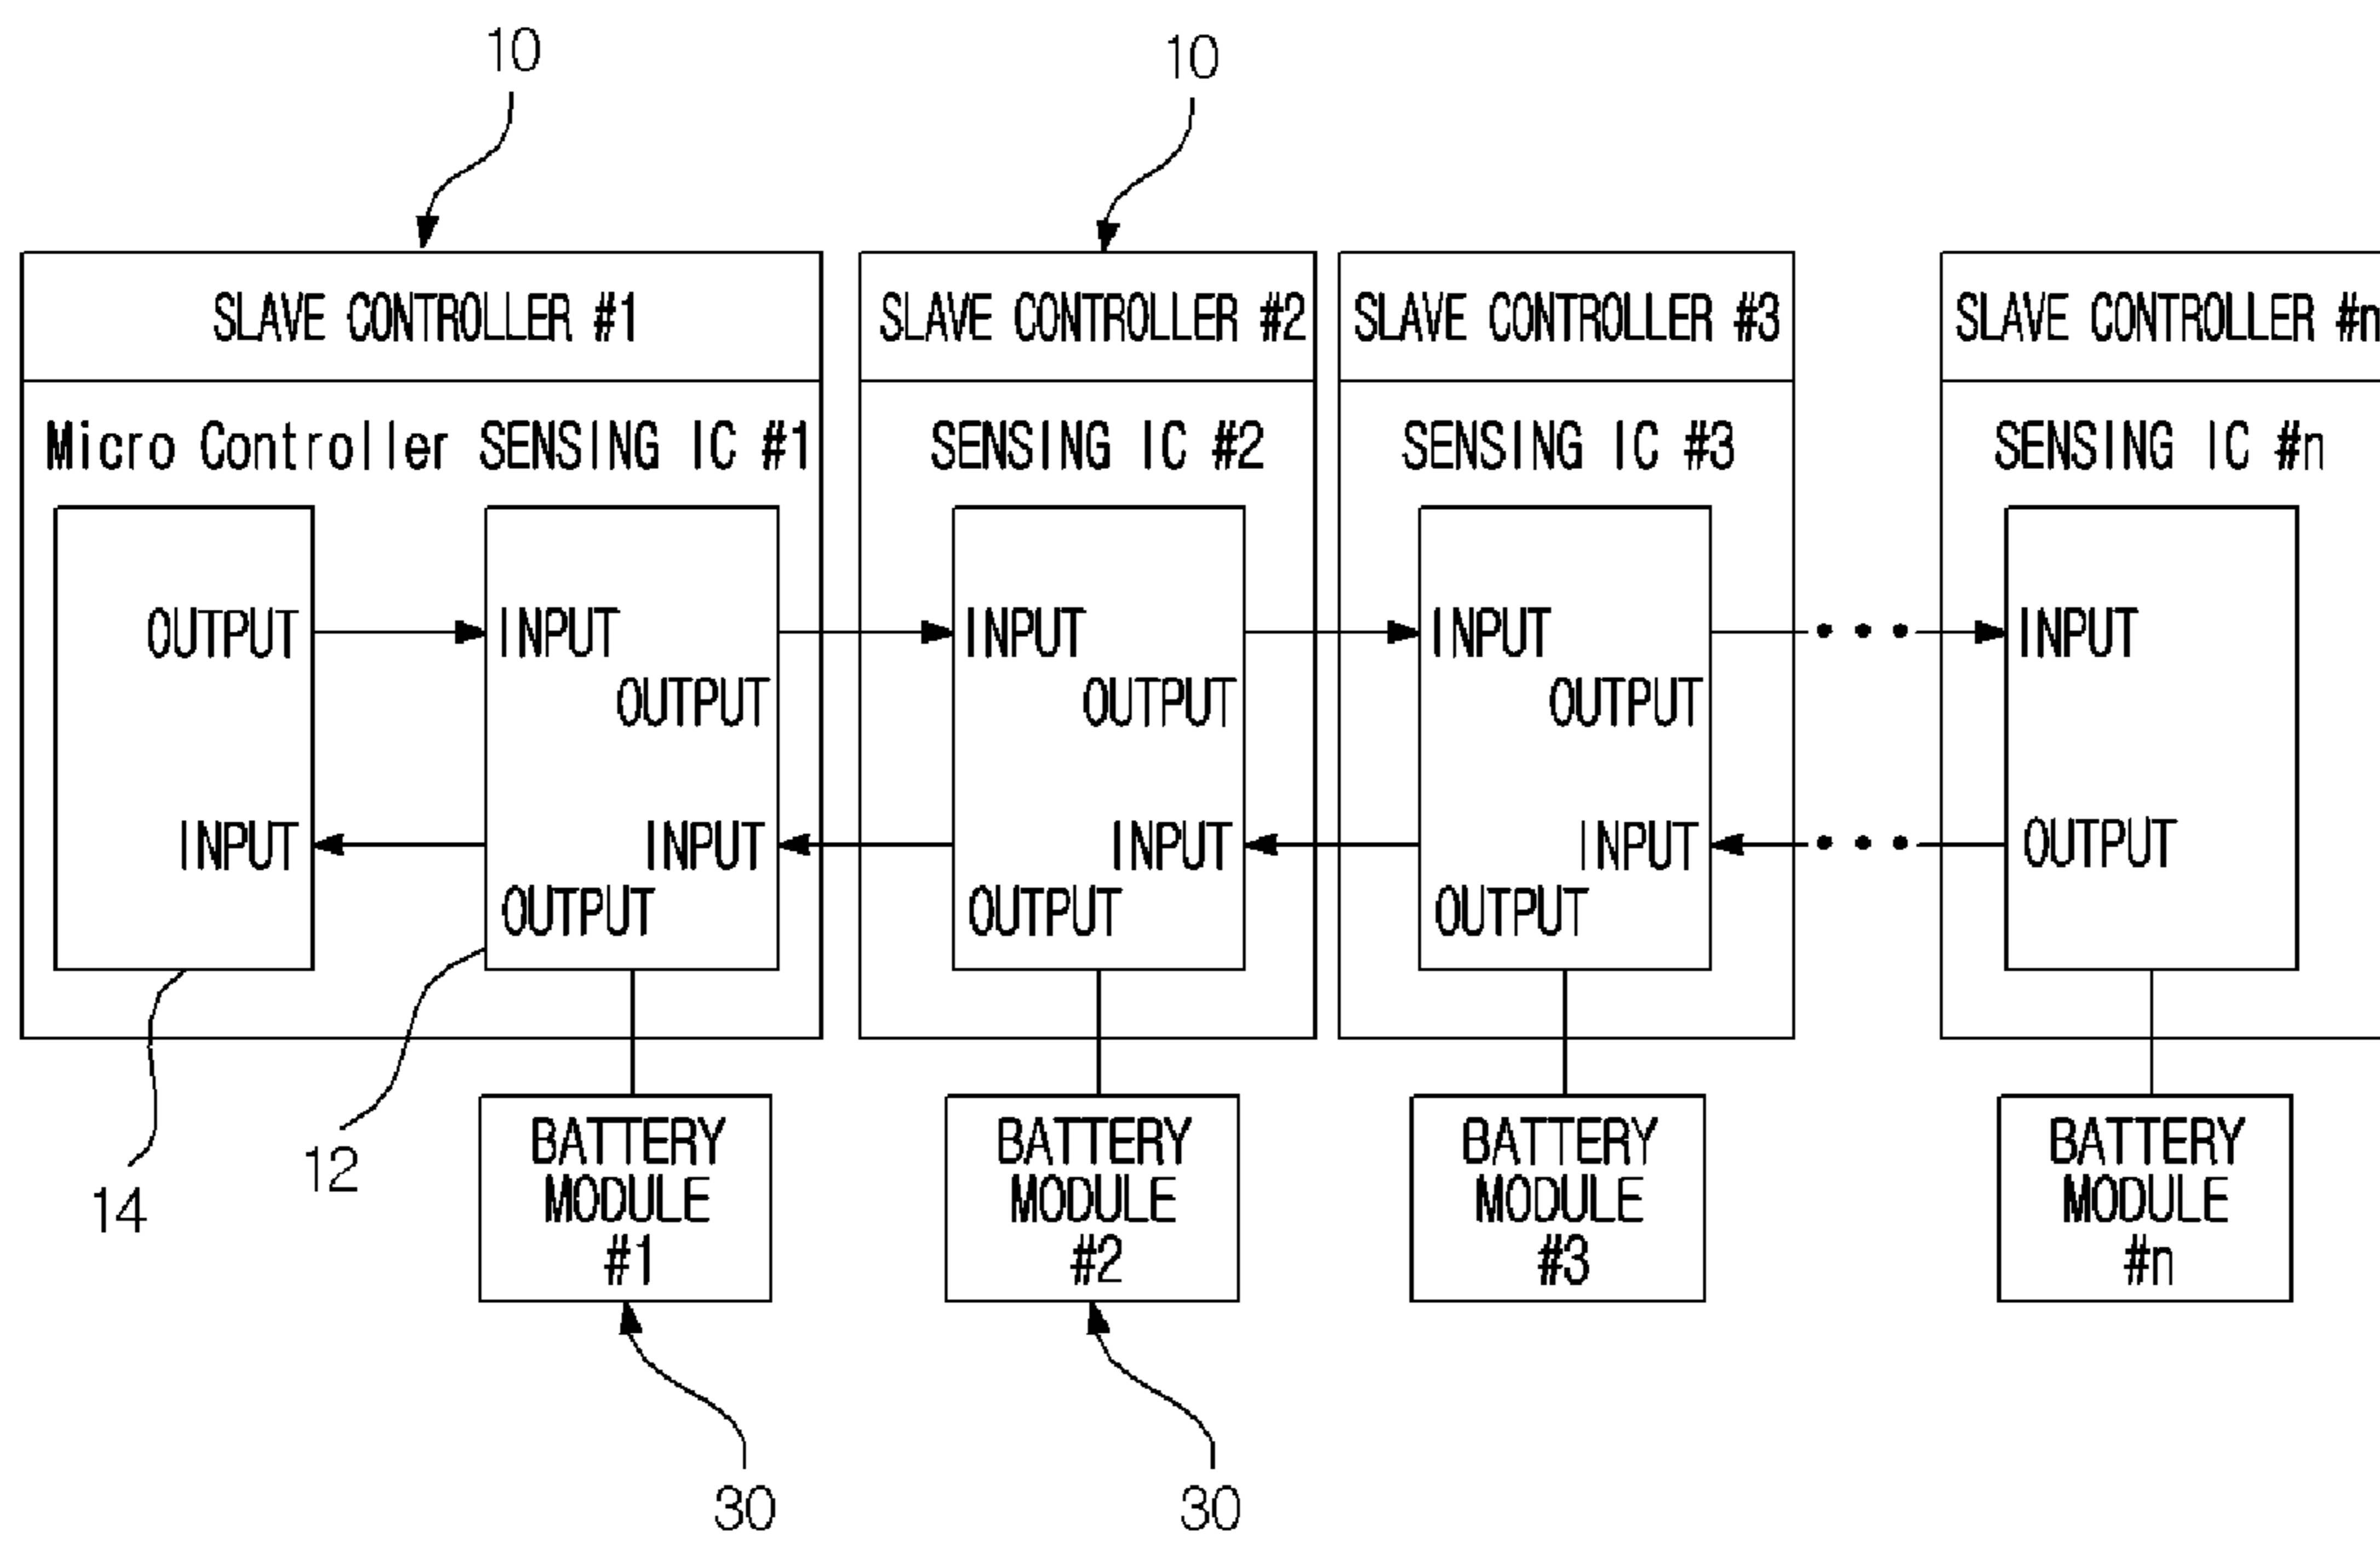 10
10
SLAVE CONTROLLER #1
SLAVE CONTROLLER #2
SLAVE CONTROLLER #3
SLAVE CONTROLLER #n
Micro Controller
SENSING IC #1
SENSING IC #2
SENSING IC #3
SENSING IC #n
OUTPUT
INPUT
INPUT
INPUT
INPUT
OUTPUT
OUTPUT
OUTPUT
INPUT
INPUT
INPUT
INPUT
OUTPUT
OUTPUT
OUTPUT
OUTPUT
14
12
BATTERY
MODULE
#1
BATTERY
MODULE
#2
BATTERY
MODULE
#3
BATTERY
MODULE
#n
30
30